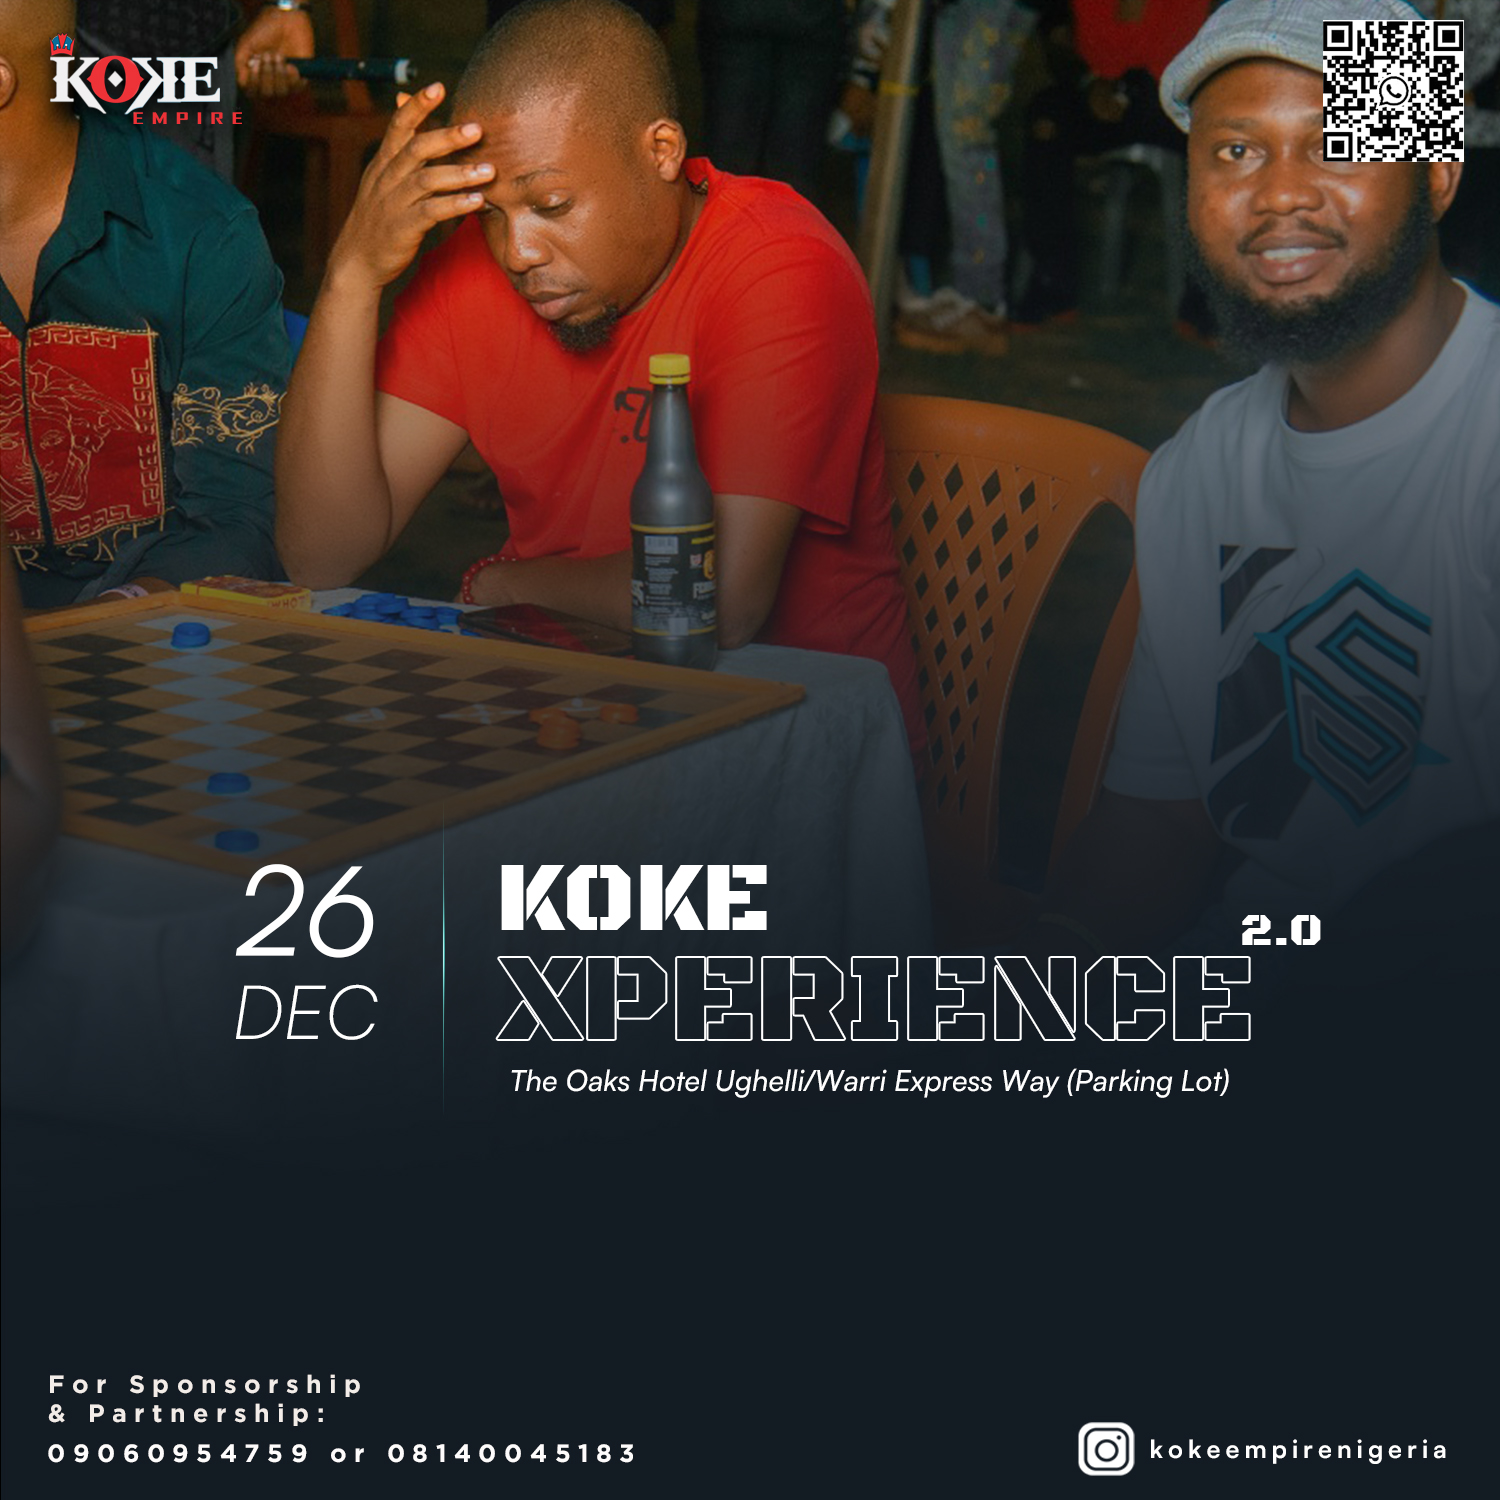 KOKE
EMPIRE
26
DEC
KOKE
XPERIENCE 2.0
The Oaks Hotel Ughelli/Warri Express Way (Parking Lot)
For Sponsorship
& Partnership:
09060954759 or 08140045183
kokeempirenigeria